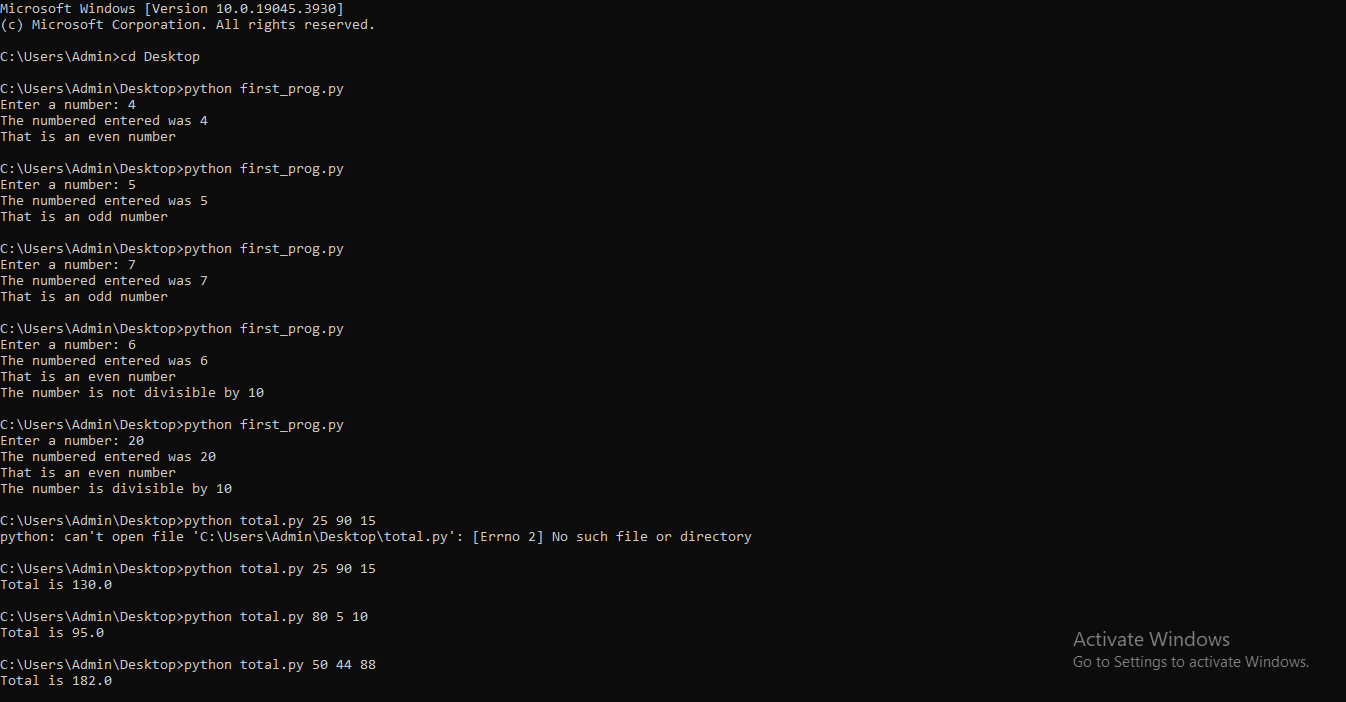 Microsoft Windows [Version 10.0.19045.3930]
(c) Microsoft Corporation. All rights reserved.
C:\Users\Admin>cd Desktop
C:\Users\Admin\Desktop>python first_prog.py
Enter a number: 4
The numbered entered was 4
That is an even number
C:\Users\Admin\Desktop>python first_prog.py
Enter a number: 5
The numbered entered was 5
That is an odd number
C:\Users\Admin\Desktop>python first_prog.py
Enter a number: 7
The numbered entered was 7
That is an odd number
C:\Users\Admin\Desktop>python first_prog.py
Enter a number: 6
The numbered entered was 6
That is an even number
The number is not divisible by 10
C:\Users\Admin\Desktop>python first_prog.py
Enter a number: 20
The numbered entered was 20
That is an even number
The number is divisible by 10
C:\Users\Admin\Desktop>python total.py 25 90 15
python: can't open file 'C:\Users\Admin\Desktop\total.py': [Errno 2] No such file or directory
C:\Users\Admin\Desktop>python total.py 25 90 15
Total is 130.0
C:\Users\Admin\Desktop>python total.py 80 5 10
Total is 95.0
C:\Users\Admin\Desktop>python total.py 50 44 88
Total is 182.0
Activate Windows
Go to Settings to activate Windows.